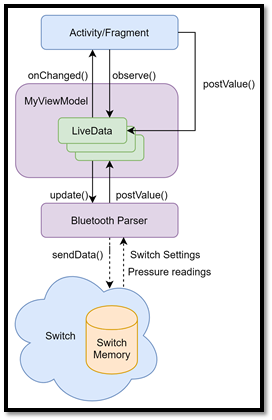 Activity/Fragment
onChanged()
observe()
postValue()
MyViewModel
LiveData
update()
postValue()
Bluetooth Parser
sendData()
Switch Settings
Pressure readings
Switch
Switch
Memory